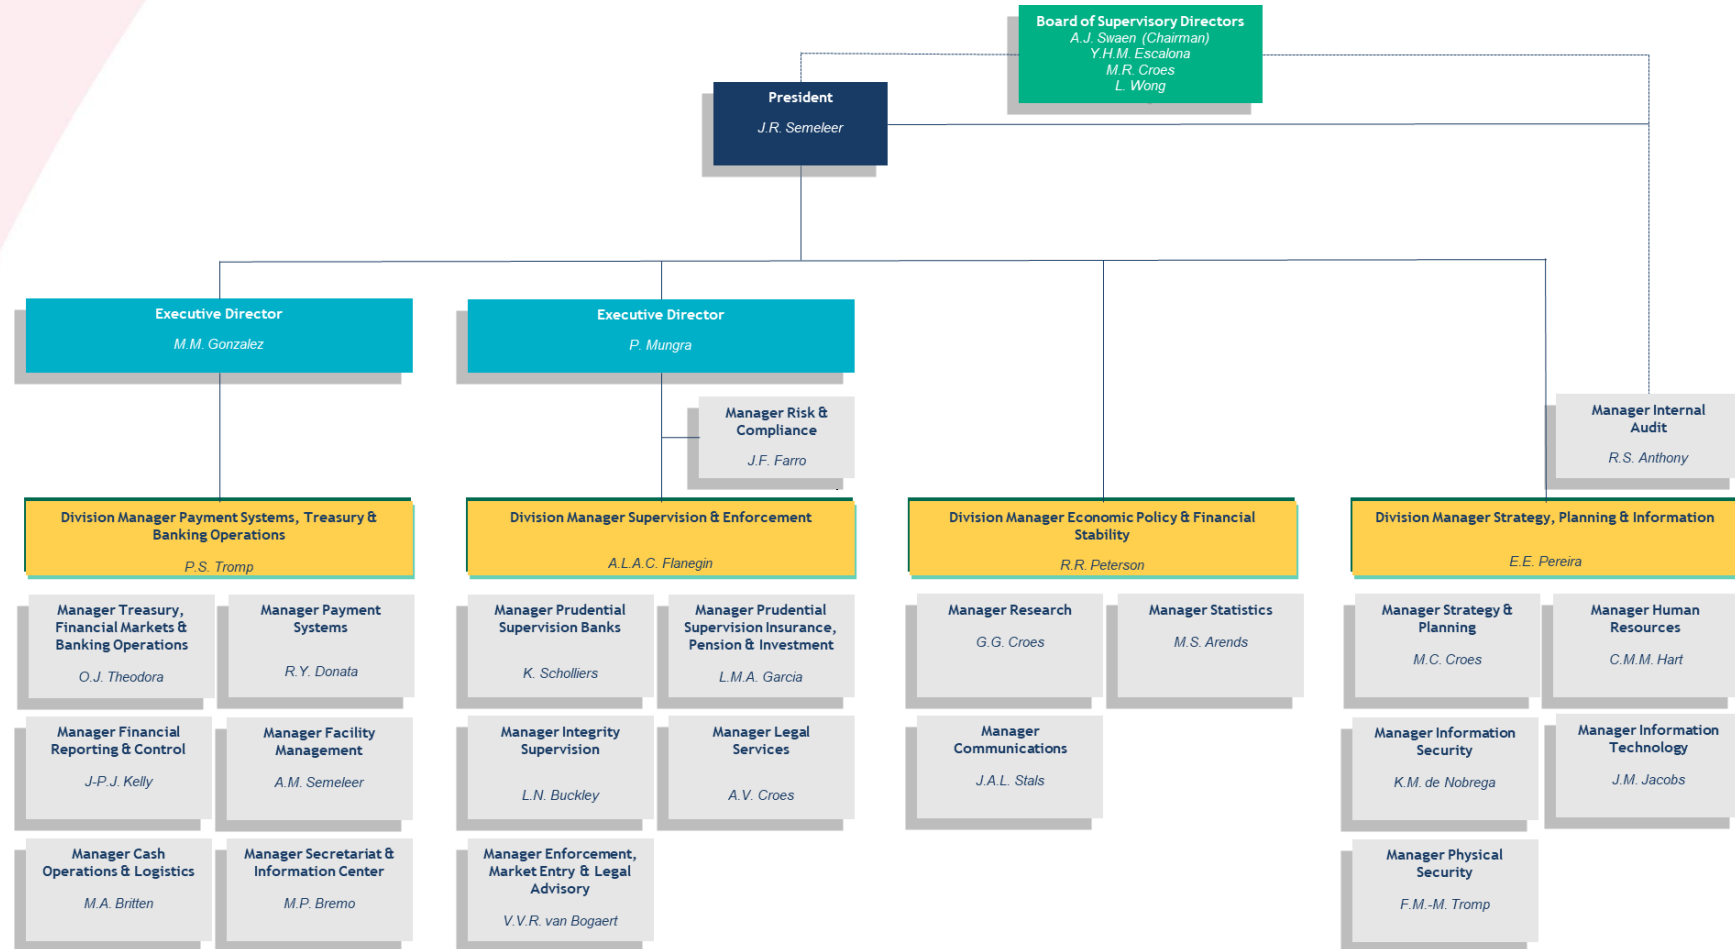 Board of Supervisory Directors
A.J. Swaen (Chairman)
Y.H.M. Escalona
M.R. Croes
L. Wong
President
J.R. Semeleer
Executive Director
M.M. Gonzalez
Executive Director
P. Mungra
Manager Risk &
Compliance
J.F. Farro
Manager Internal
Audit
R.S. Anthony
Division Manager Payment Systems, Treasury &
Banking Operations
P.S. Tromp
Division Manager Supervision & Enforcement
A.L.A.C. Flanegin
Division Manager Economic Policy & Financial
Stability
R.R. Peterson
Division Manager Strategy, Planning & Information
E.E. Pereira
Manager Treasury,
Financial Markets &
Banking Operations
O.J. Theodora
Manager Payment
Systems
R.Y. Donata
Manager Prudential
Supervision Banks
K. Scholliers
Manager Prudential
Supervision Insurance,
Pension & Investment
L.M.A. Garcia
Manager Research
G.G. Croes
Manager Statistics
M.S. Arends
Manager Strategy &
Planning
M.C. Croes
Manager Human
Resources
C.M.M. Hart
Manager Financial
Reporting & Control
J-P.J. Kelly
Manager Facility
Management
A.M. Semeleer
Manager Integrity
Supervision
L.N. Buckley
Manager Legal
Services
A.V. Croes
Manager
Communications
J.A.L. Stals
Manager Information
Security
K.M. de Nobrega
Manager Information
Technology
J.M. Jacobs
Manager Cash
Operations & Logistics
M.A. Britten
Manager Secretariat &
Information Center
M.P. Bremo
Manager Enforcement,
Market Entry & Legal
Advisory
V.V.R. van Bogaert
Manager Physical
Security
F.M.-M. Tromp